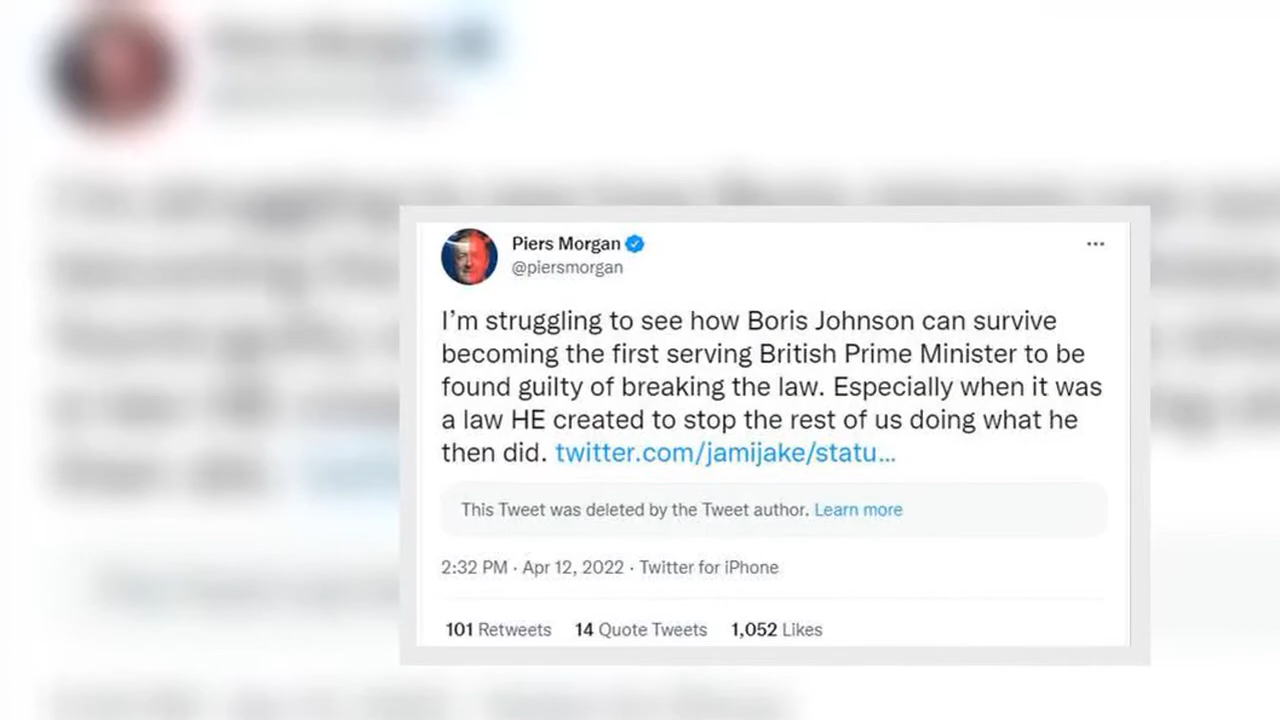 Piers Morgan
@piersmorgan
I'm struggling to see how Boris Johnson can survive
becoming the first serving British Prime Minister to be
found guilty of breaking the law. Especially when it was
a law HE created to stop the rest of us doing what he
then did. twitter.com/jamijake/statu...
This Tweet was deleted by the Tweet author. Learn more
2:32 PM · Apr 12, 2022 · Twitter for iPhone
101 Retweets 14 Quote Tweets 1,052 Likes